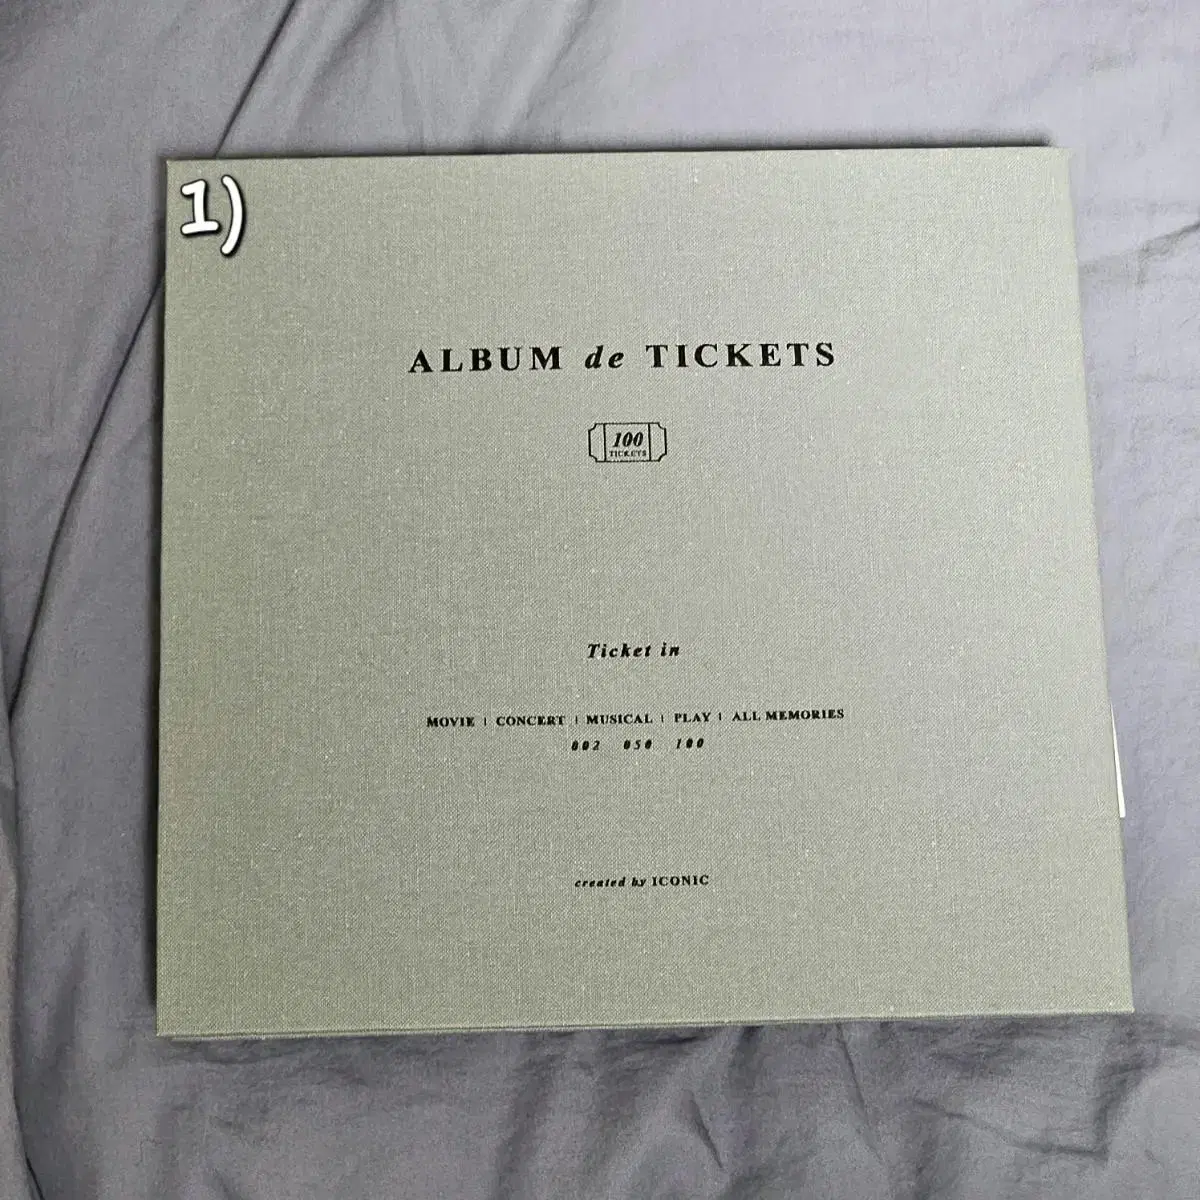 1)
ALBUM de TICKETS
100
TICKETS
Ticket in
MOVIE | CONCERT | MUSICAL | PLAY | ALL MEMORIES
002 050 100
created by ICONIC